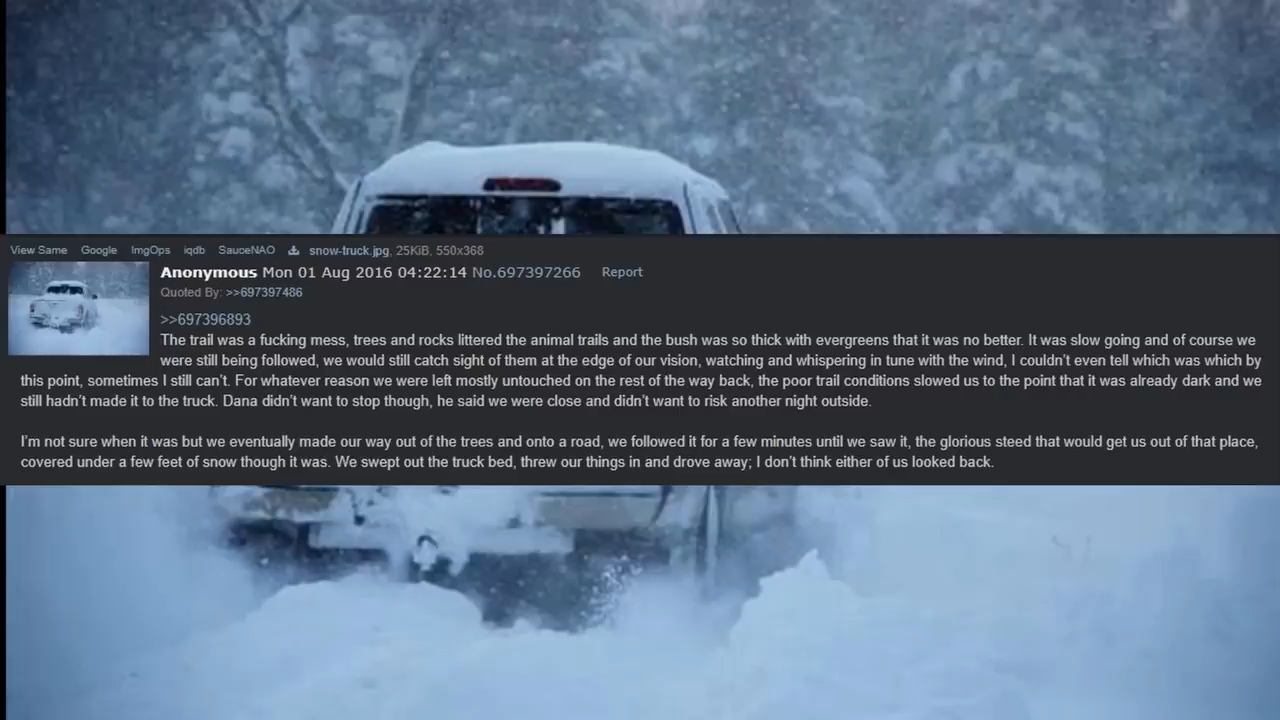 View Same Google ImgOps iqdb SauceNAO snow-truck.jpg, 25KiB, 550x368
Anonymous Mon 01 Aug 2016 04:22:14 No.697397266 Report
Quoted By: >>697397486
>>697396893
The trail was a fucking mess, trees and rocks littered the animal trails and the bush was so thick with evergreens that it was no better. It was slow going and of course we
were still being followed, we would still catch sight of them at the edge of our vision, watching and whispering in tune with the wind, I couldn't even tell which was which by
this point, sometimes I still can't. For whatever reason we were left mostly untouched on the rest of the way back, the poor trail conditions slowed us to the point that it was already dark and we
still hadn't made it to the truck. Dana didn't want to stop though, he said we were close and didn't want to risk another night outside.
I'm not sure when it was but we eventually made our way out of the trees and onto a road, we followed it for a few minutes until we saw it, the glorious steed that would get us out of that place,
covered under a few feet of snow though it was. We swept out the truck bed, threw our things in and drove away; I don't think either of us looked back.